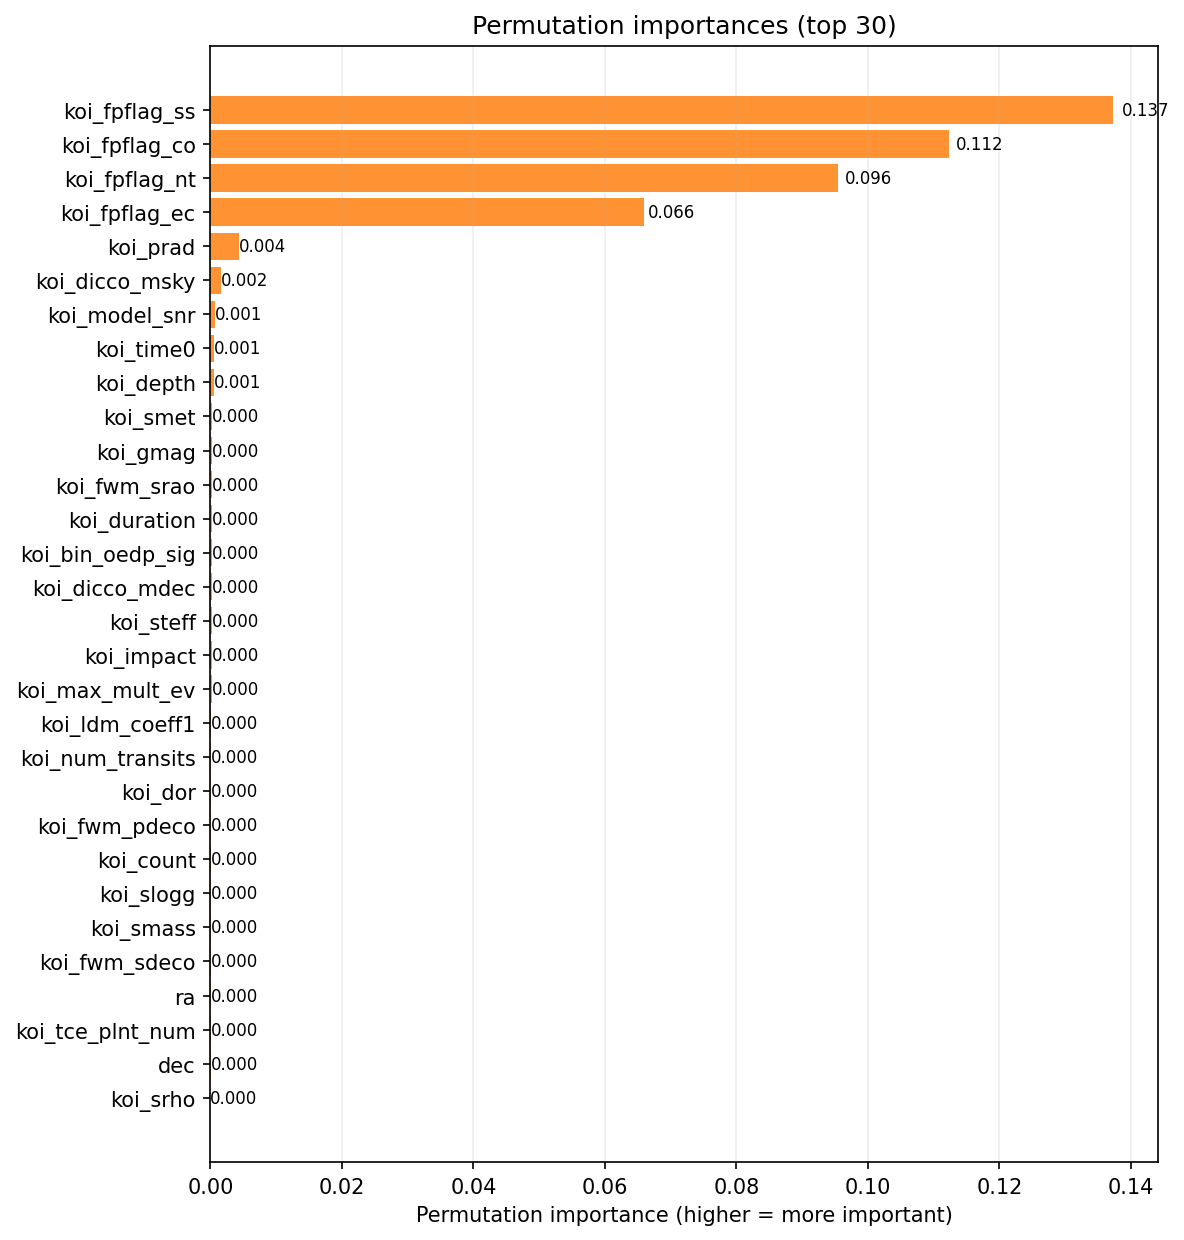 Permutation importances (top 30)
koi_fpflag_ss 0.137
koi_fpflag_co 0.112
koi_fpflag_nt 0.096
koi_fpflag_ec 0.066
koi_prad 0.004
koi_dicco_msky 0.002
koi_model_snr 0.001
koi_time0 0.001
koi_depth 0.001
koi_smet 0.000
koi_gmag 0.000
koi_fwm_srao 0.000
koi_duration 0.000
koi_bin_oedp_sig 0.000
koi_dicco_mdec 0.000
koi_steff 0.000
koi_impact 0.000
koi_max_mult_ev 0.000
koi_ldm_coeff1 0.000
koi_num_transits 0.000
koi_dor 0.000
koi_fwm_pdeco 0.000
koi_count 0.000
koi_slogg 0.000
koi_smass 0.000
koi_fwm_sdeco 0.000
ra 0.000
koi_tce_plnt_num 0.000
dec 0.000
koi_srho 0.000
0.00 0.02 0.04 0.06 0.08 0.10 0.12 0.14
Permutation importance (higher = more important)